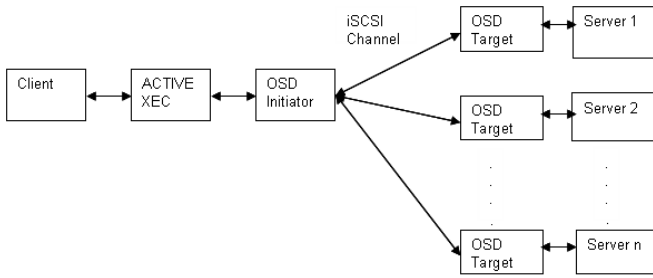 iSCSI
Channel
OSD
Target
Server 1
Client
ACTIVE
XEC
OSD
Initiator
OSD
Target
Server 2
OSD
Target
Server n